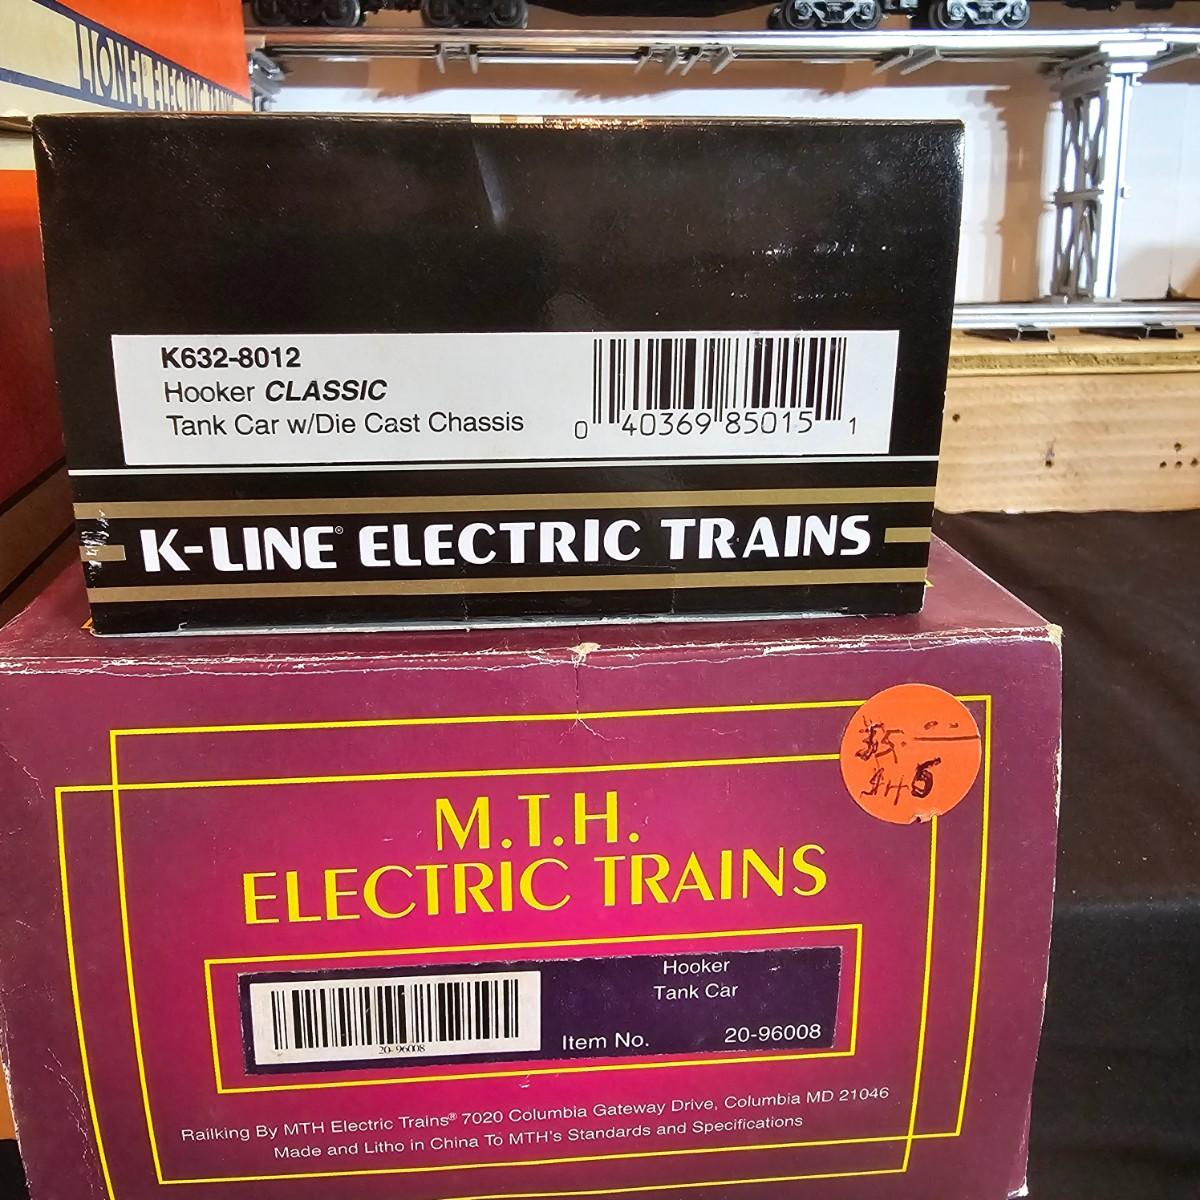 LIONEL ELECTRIC TRAINS
K632-8012
Hooker CLASSIC
Tank Car w/Die Cast Chassis
0 40369 85015 1
K-LINE® ELECTRIC TRAINS
$45
M.T.H.
ELECTRIC TRAINS
Hooker
Tank Car
20-96008
Item No. 20-96008
Railking By MTH Electric Trains® 7020 Columbia Gateway Drive, Columbia MD 21046
Made and Litho in China To MTH's Standards and Specifications